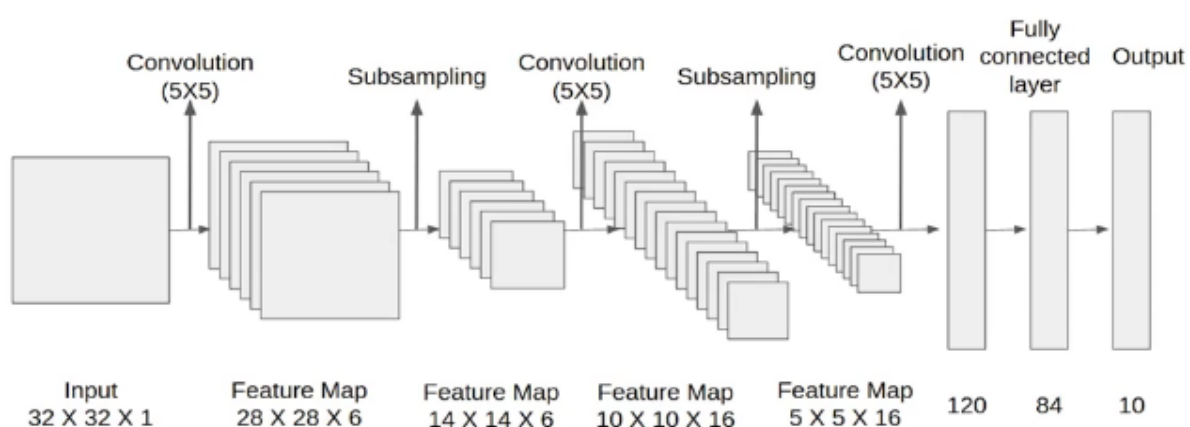 Convolution
(5X5)
Subsampling
Convolution
(5X5)
Subsampling
Convolution
(5X5)
Fully
connected
layer
Output
Input
32 X 32 X 1
Feature Map
28 X 28 X 6
Feature Map
14 X 14 X 6
Feature Map
10 X 10 X 16
Feature Map
5 X 5 X 16
120
84
10